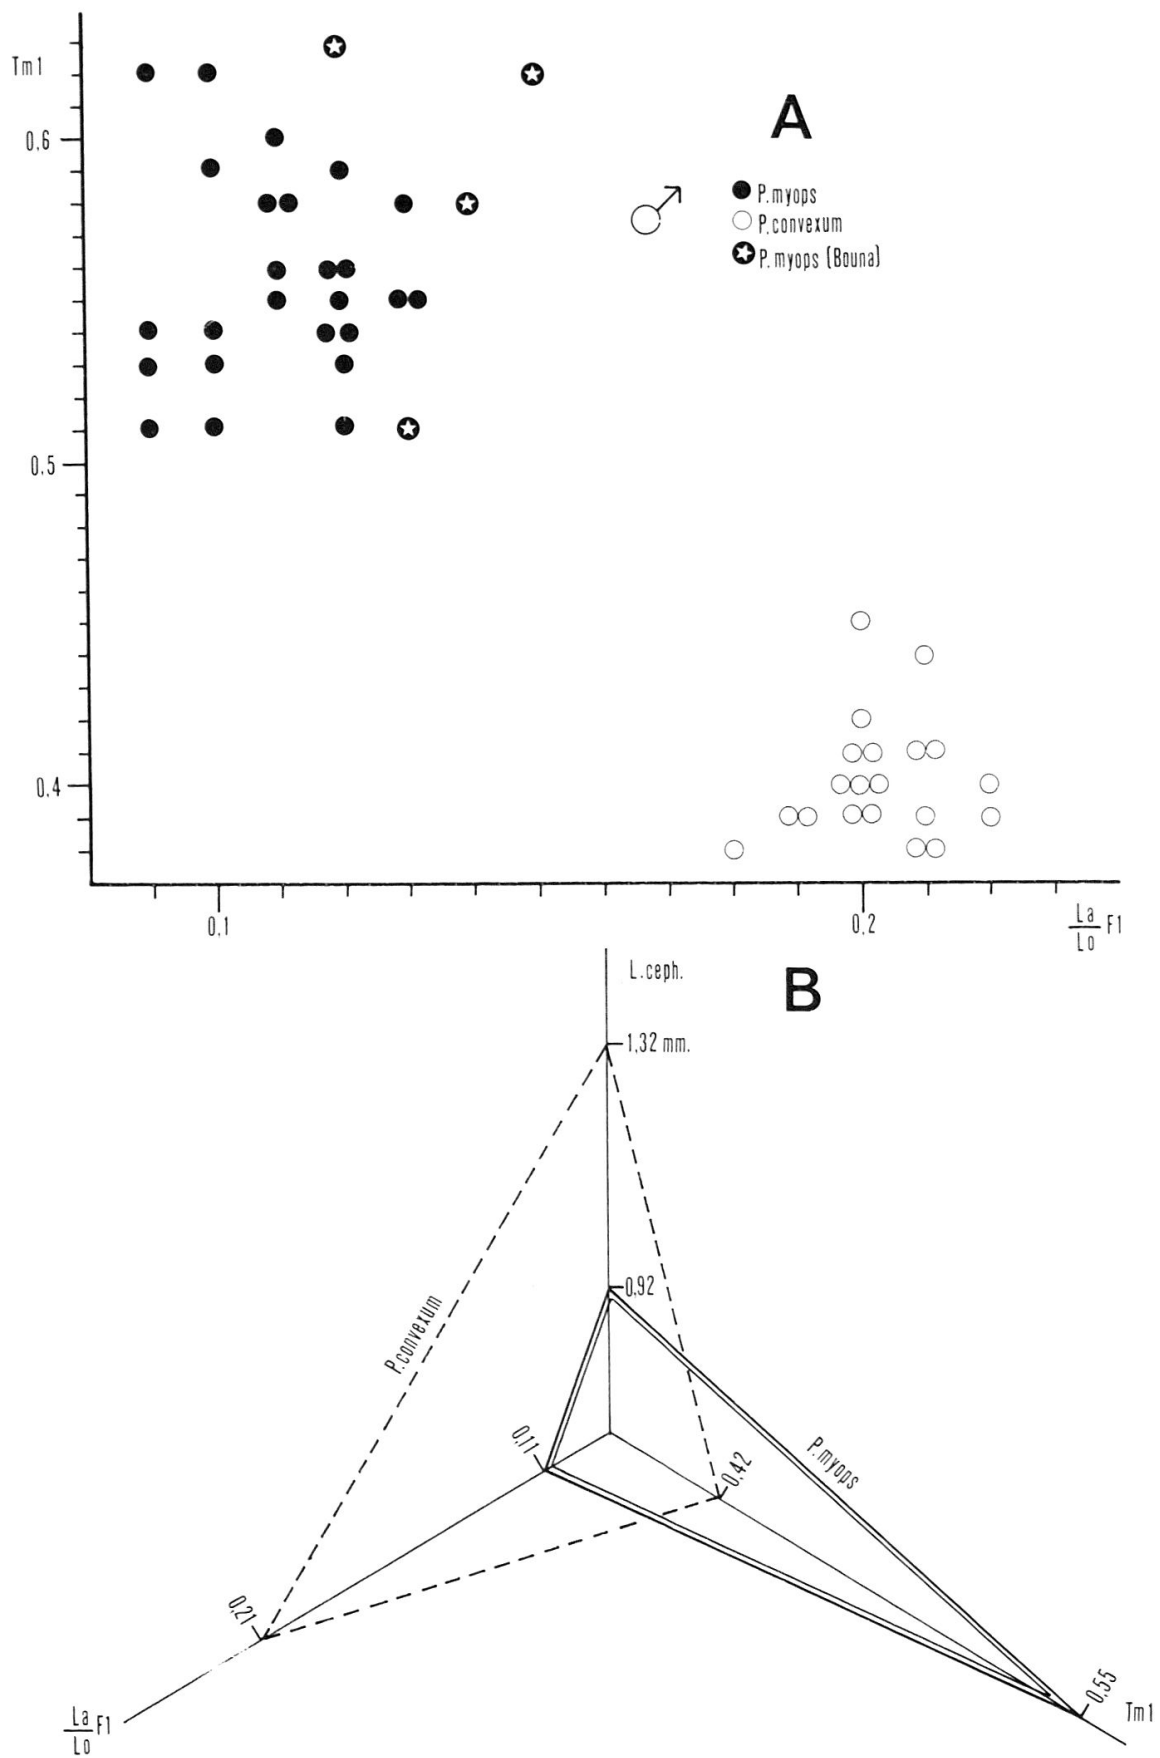 Tm1
A
0,6
♂
P.myops
P.convexum
P.myops (Bouna)
0,5
0,4
0,1
0,2
La
Lo F1
L.ceph.
B
1,32 mm.
P.convexum
0,92
0,11
0,42
P.myops
0,21
0,55
La
Lo F1
Tm1